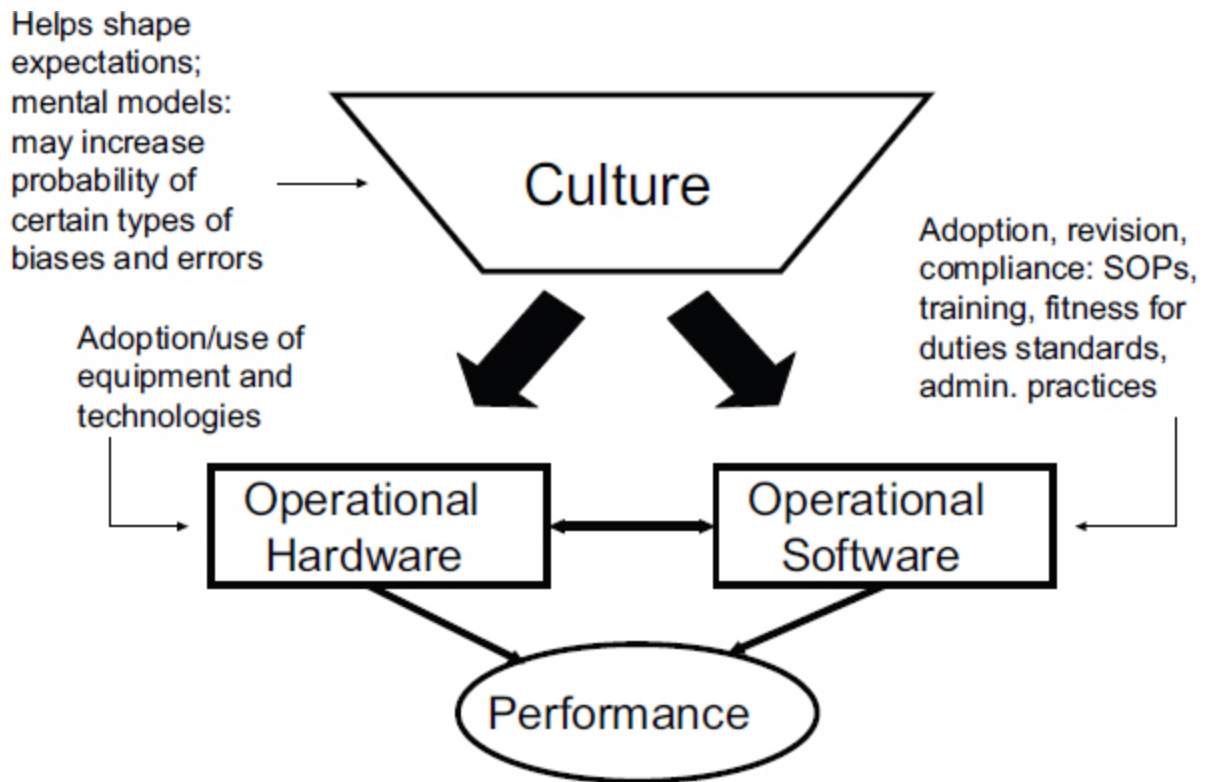 Helps shape
expectations;
mental models:
may increase
probability of
certain types of
biases and errors
Culture
Adoption, revision,
compliance: SOPs,
training, fitness for
duties standards,
admin. practices
Adoption/use of
equipment and
technologies
Operational
Hardware
Operational
Software
Performance